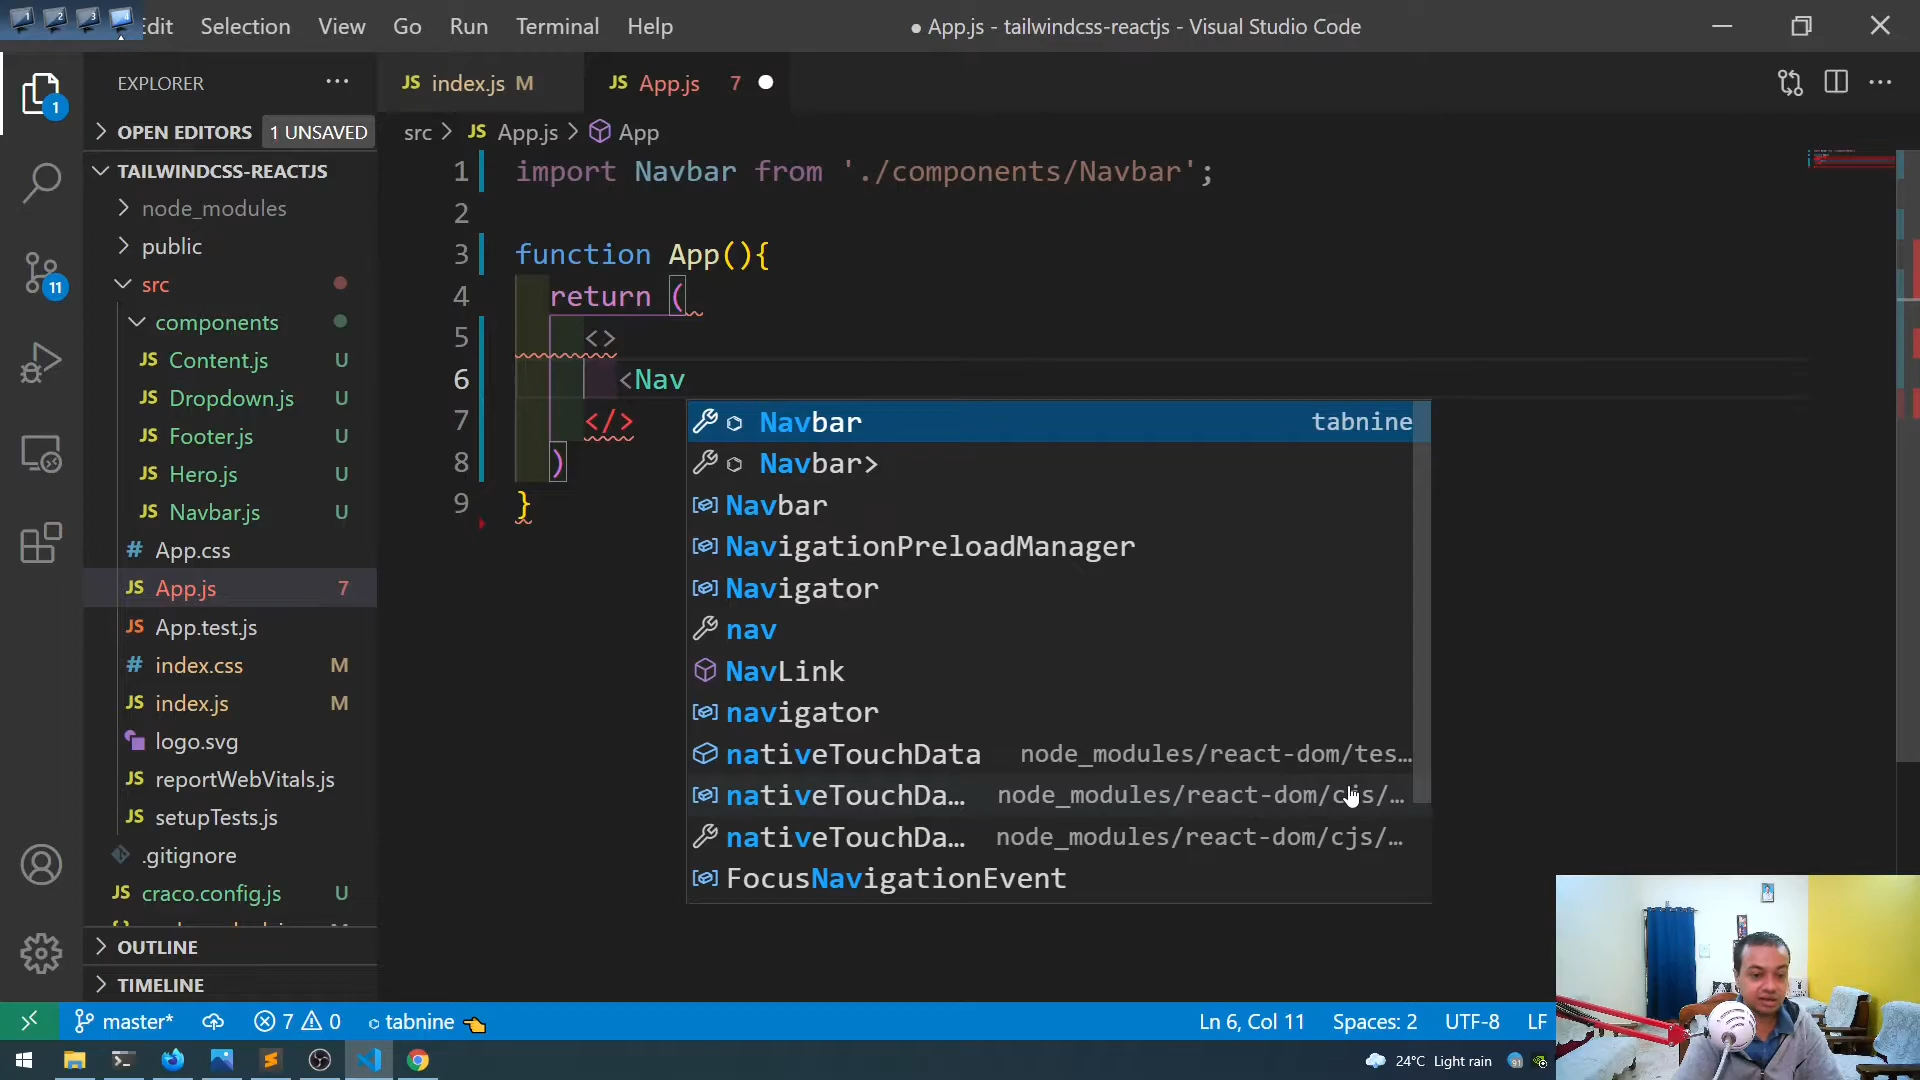 1 2 3 4 Edit Selection View Go Run Terminal Help
● App.js - tailwindcss-reactjs - Visual Studio Code
EXPLORER
OPEN EDITORS 1 UNSAVED
TAILWINDCSS-REACTJS
node_modules
public
src
components
JS Content.js U
JS Dropdown.js U
JS Footer.js U
JS Hero.js U
JS Navbar.js U
# App.css
JS App.js 7
JS App.test.js
# index.css M
JS index.js M
logo.svg
JS reportWebVitals.js
JS setupTests.js
.gitignore
JS craco.config.js U
OUTLINE
TIMELINE
1
11
JS index.js M
JS App.js 7
src > JS App.js > App
1 import Navbar from './components/Navbar';
2
3 function App(){
4 return (
5 <>
6 <Nav
7 </>
8 )
9 }
Navbar tabnine
Navbar>
Navbar
NavigationPreloadManager
Navigator
nav
NavLink
navigator
nativeTouchData node_modules/react-dom/tes…
nativeTouchDa… node_modules/react-dom/cjs/…
nativeTouchDa… node_modules/react-dom/cjs/…
FocusNavigationEvent
master* 7 0 tabnine
Ln 6, Col 11 Spaces: 2 UTF-8 LF
24°C Light rain 91